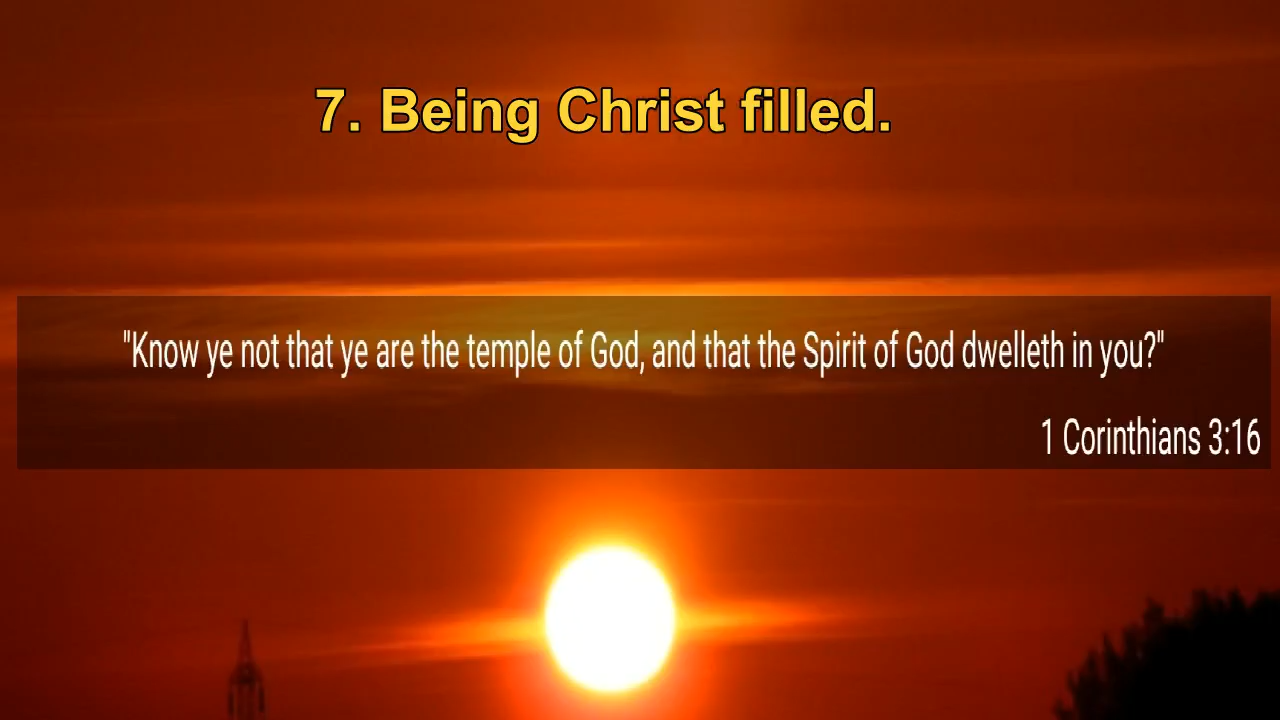 7. Being Christ filled.
"Know ye not that ye are the temple of God, and that the Spirit of God dwelleth in you?"
1 Corinthians 3:16